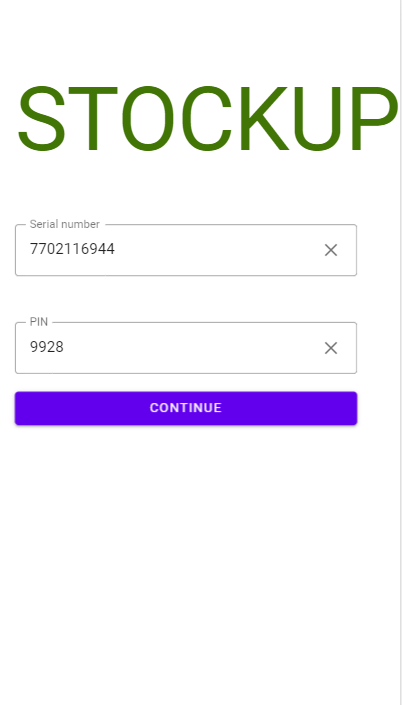 STOCKUP
Serial number
7702116944
PIN
9928
CONTINUE